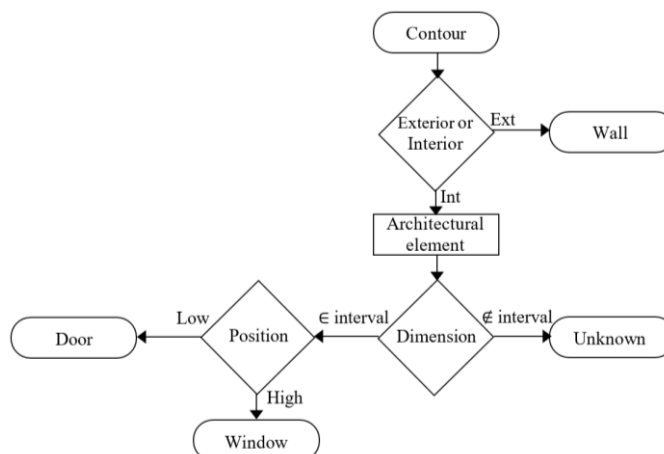 Contour
Exterior or
Interior
Ext
Wall
Int
Architectural
element
Low
Position
∈ interval
Dimension
∉ interval
Door
Unknown
High
Window